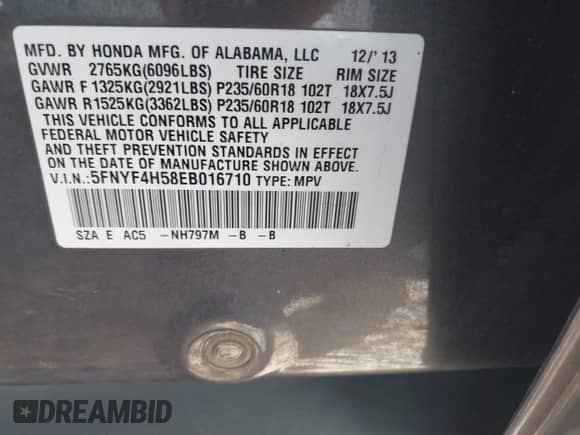 MFD. BY HONDA MFG. OF ALABAMA, LLC 12/' 13
GVWR 2765KG(6096LBS) TIRE SIZE RIM SIZE
GAWR F 1325KG(2921LBS) P235/60R18 102T 18X7.5J
GAWR R1525KG(3362LBS) P235/60R18 102T 18X7.5J
THIS VEHICLE CONFORMS TO ALL APPLICABLE
FEDERAL MOTOR VEHICLE SAFETY
AND THEFT PREVENTION STANDARDS IN EFFECT
ON THE DATE OF MANUFACTURE SHOWN ABOVE.
V.I.N.:5FNYF4H58EB016710 TYPE: MPV
SZA E AC5 -NH797M -B -B
DREAMBID